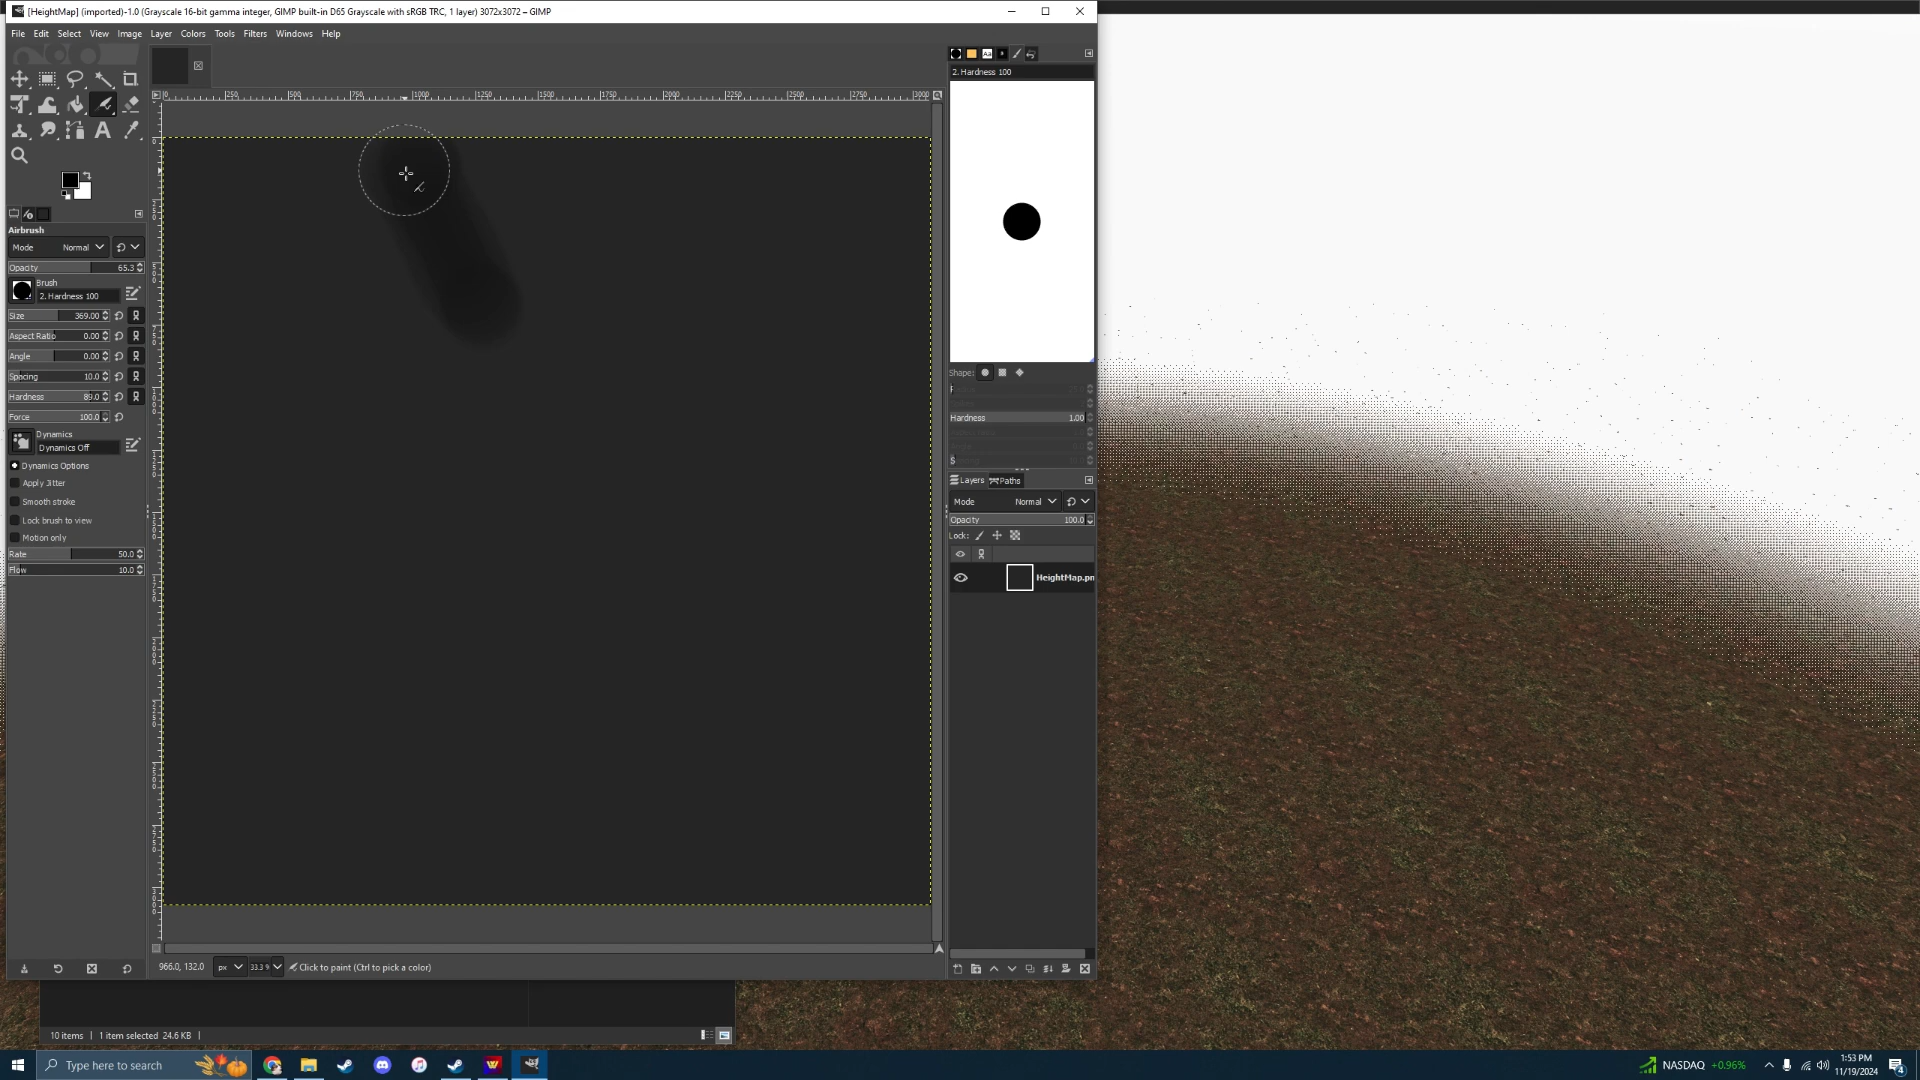 [HeightMap] (imported)-1.0 (Grayscale 16-bit gamma integer, GIMP built-in D65 Grayscale with sRGB TRC, 1 layer) 3072x3072 – GIMP
File Edit Select View Image Layer Colors Tools Filters Windows Help
2. Hardness 100
0 250 500 750 1000 1250 1500 1750 2000 2250 2500 2750 3000
Airbrush
Mode Normal
Opacity 65.3
Brush
2. Hardness 100
Size 369.00
Aspect Ratio 0.00
Angle 0.00
Spacing 10.0
Hardness 89.0
Force 100.0
Dynamics
Dynamics Off
Dynamics Options
Apply Jitter
Smooth stroke
Lock brush to view
Motion only
Rate 50.0
Flow 10.0
Shape:
Hardness 1.00
Layers Paths
Mode Normal
Opacity 100.0
Lock:
HeightMap.pn
966.0, 132.0 px 33.3 Click to paint (Ctrl to pick a color)
10 items 1 item selected 24.6 KB
Type here to search
NASDAQ +0.96%
1:53 PM
11/19/2024
4